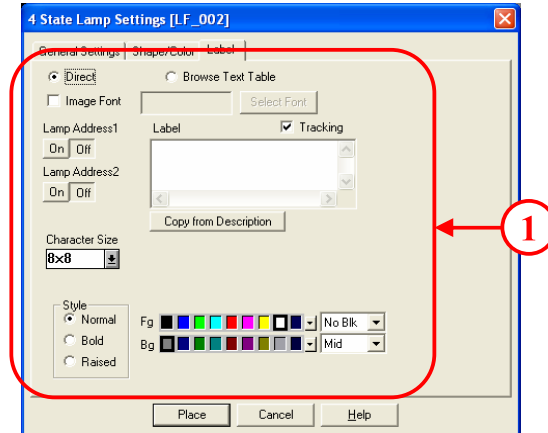 4 State Lamp Settings [LF_002]
General Settings Shape/Color Label
Direct Browse Text Table
Image Font Select Font
Lamp Address1 Label Tracking
On Off
Lamp Address2
On Off
Copy from Description
Character Size
8x8
Style
Normal Fg No Blk
Bold Bg Mid
Raised
Place Cancel Help
1